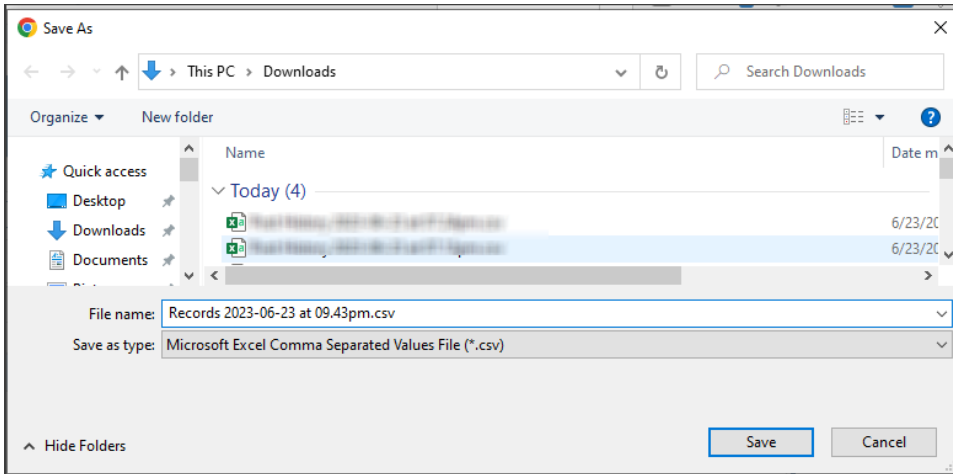 Save As
This PC > Downloads
Search Downloads
Organize
New folder
?
Name
Date m
Quick access
Today (4)
Desktop
Downloads
6/23/20
Documents
6/23/20
File name: Records 2023-06-23 at 09.43pm.csv
Save as type: Microsoft Excel Comma Separated Values File (*.csv)
Hide Folders
Save
Cancel